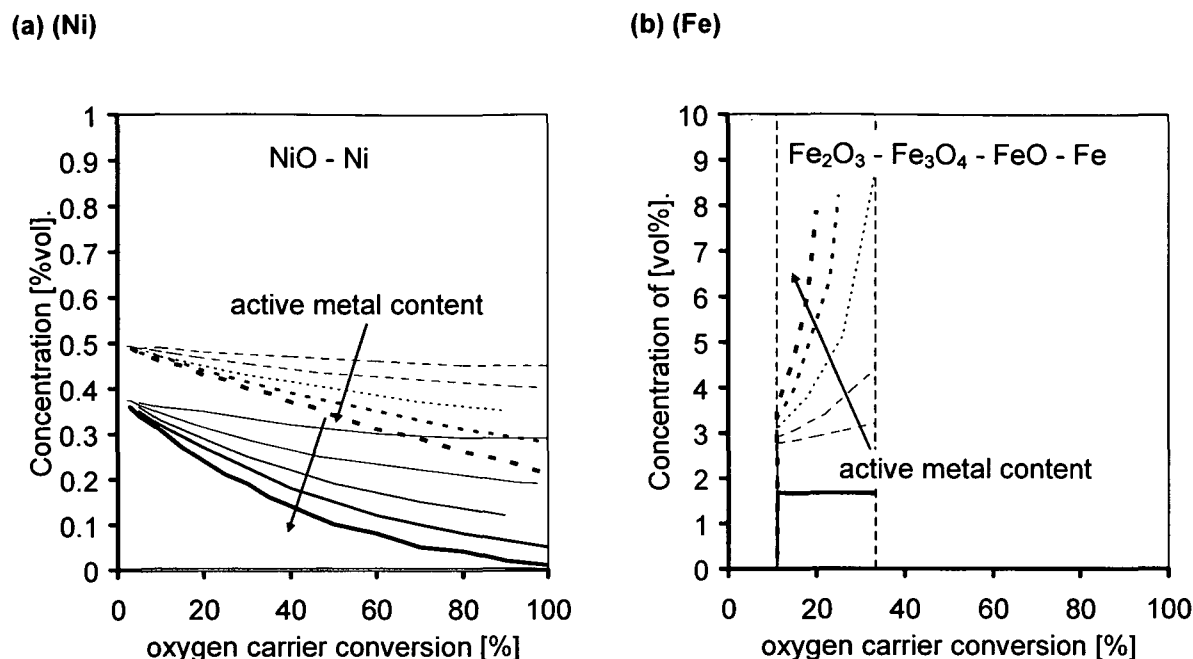 (a) (Ni)
1
0.9
0.8
0.7
0.6
0.5
0.4
0.3
0.2
0.1
0
Concentration [%vol].
NiO - Ni
active metal content
0 20 40 60 80 100
oxygen carrier conversion [%]
(b) (Fe)
10
9
8
7
6
5
4
3
2
1
0
Concentration of [vol%].
Fe₂O₃ - Fe₃O₄ - FeO - Fe
active metal content
0 20 40 60 80 100
oxygen carrier conversion [%]